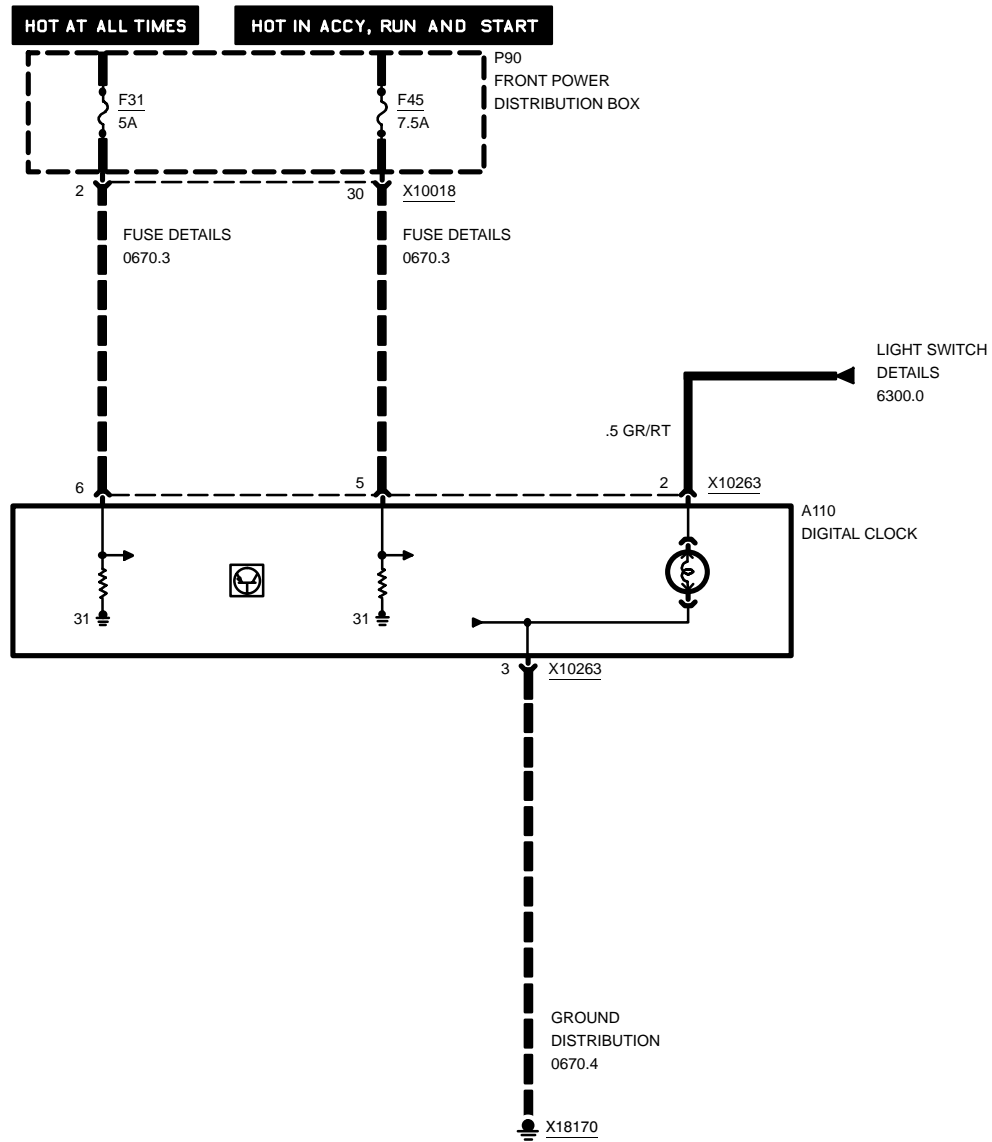 HOT AT ALL TIMES
HOT IN ACCY, RUN AND START
P90
FRONT POWER
DISTRIBUTION BOX
F31
5A
F45
7.5A
2
30
X10018
FUSE DETAILS
0670.3
FUSE DETAILS
0670.3
LIGHT SWITCH
DETAILS
6300.0
.5 GR/RT
6
5
2
X10263
A110
DIGITAL CLOCK
31
31
3
X10263
GROUND
DISTRIBUTION
0670.4
X18170